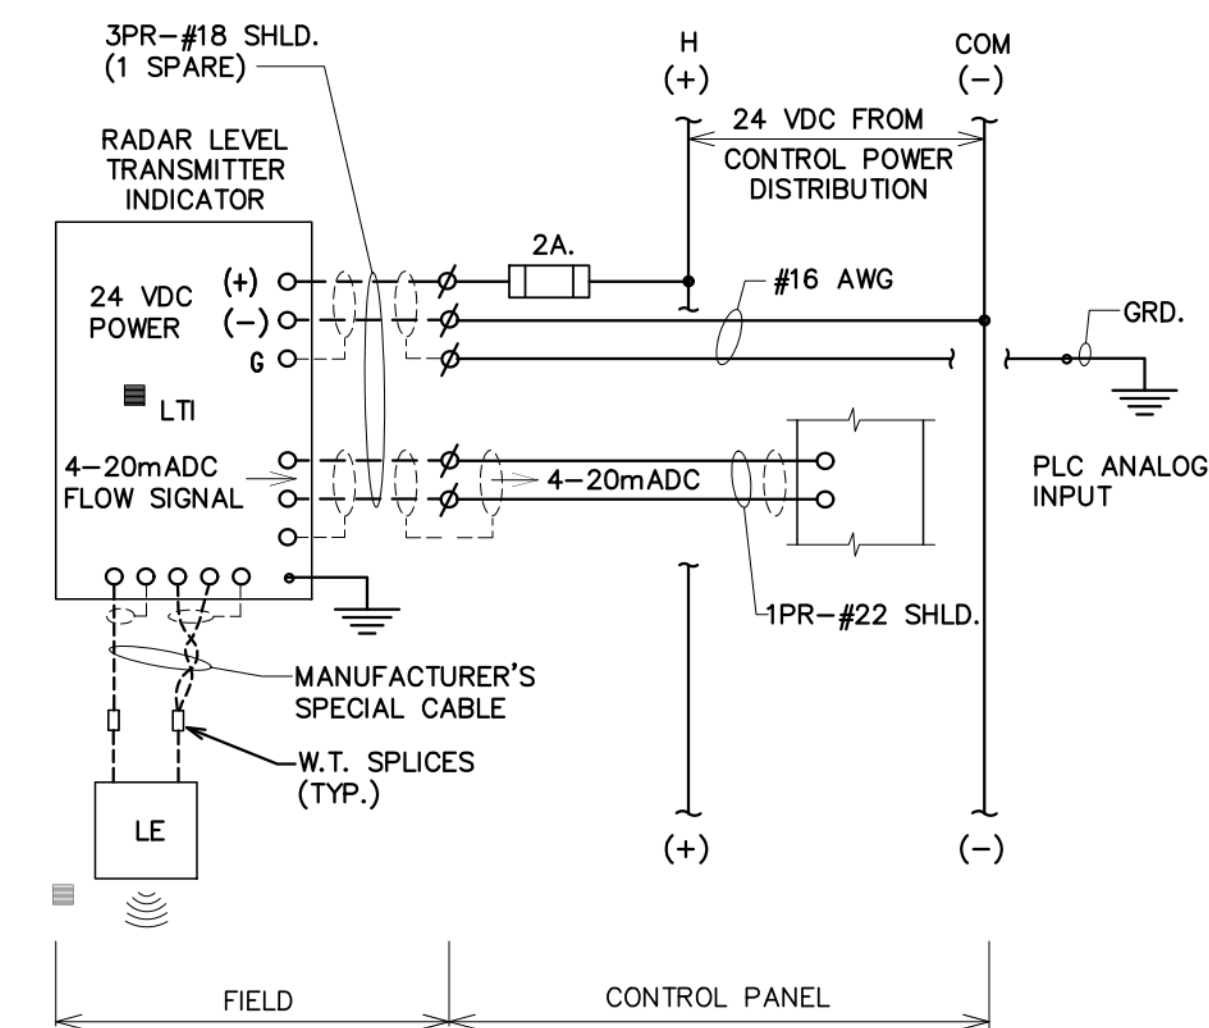 3PR-#18 SHLD.
(1 SPARE)
H
(+)
COM
(-)
24 VDC FROM
CONTROL POWER
DISTRIBUTION
RADAR LEVEL
TRANSMITTER
INDICATOR
2A.
#16 AWG
GRD.
24 VDC
POWER
(+)
(-)
G
LTI
4-20mADC
FLOW SIGNAL
4-20mADC
PLC ANALOG
INPUT
1PR-#22 SHLD.
MANUFACTURER'S
SPECIAL CABLE
W.T. SPLICES
(TYP.)
LE
(+)
(-)
FIELD
CONTROL PANEL